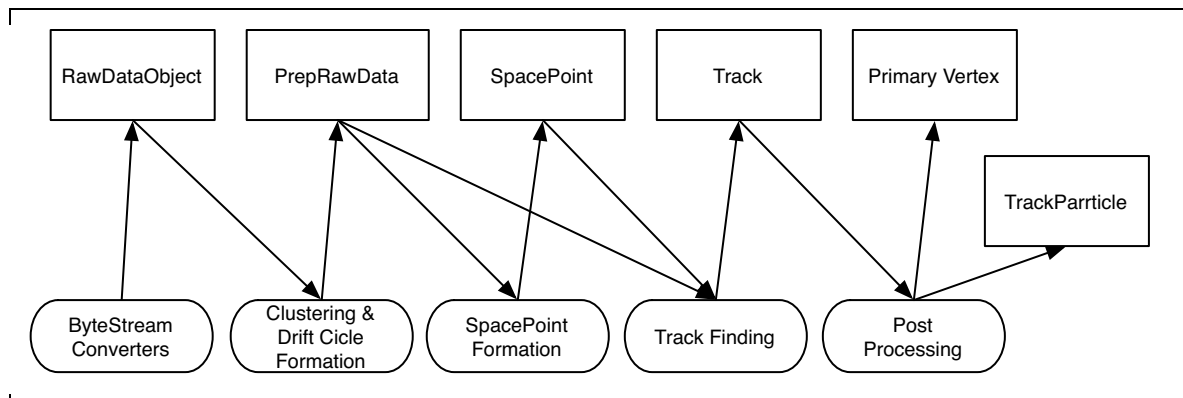 RawDataObject
PrepRawData
SpacePoint
Track
Primary Vertex
TrackParrticle
ByteStream
Converters
Clustering &
Drift Cicle
Formation
SpacePoint
Formation
Track Finding
Post
Processing